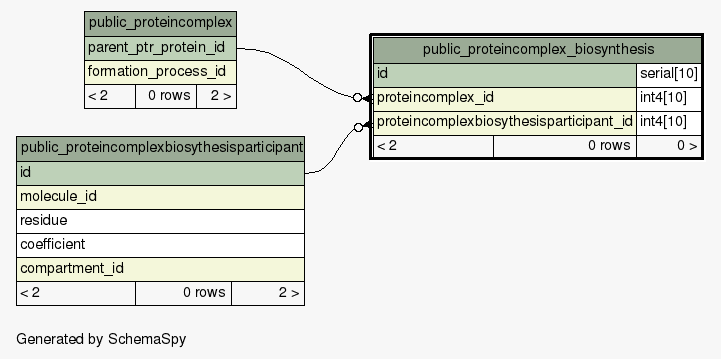 public_proteincomplex
parent_ptr_protein_id
formation_process_id
< 2 0 rows 2 >
public_proteincomplex_biosynthesis
id serial[10]
proteincomplex_id int4[10]
proteincomplexbiosythesisparticipant_id int4[10]
< 2 0 rows 0 >
public_proteincomplexbiosythesisparticipant
id
molecule_id
residue
coefficient
compartment_id
< 2 0 rows 2 >
Generated by SchemaSpy